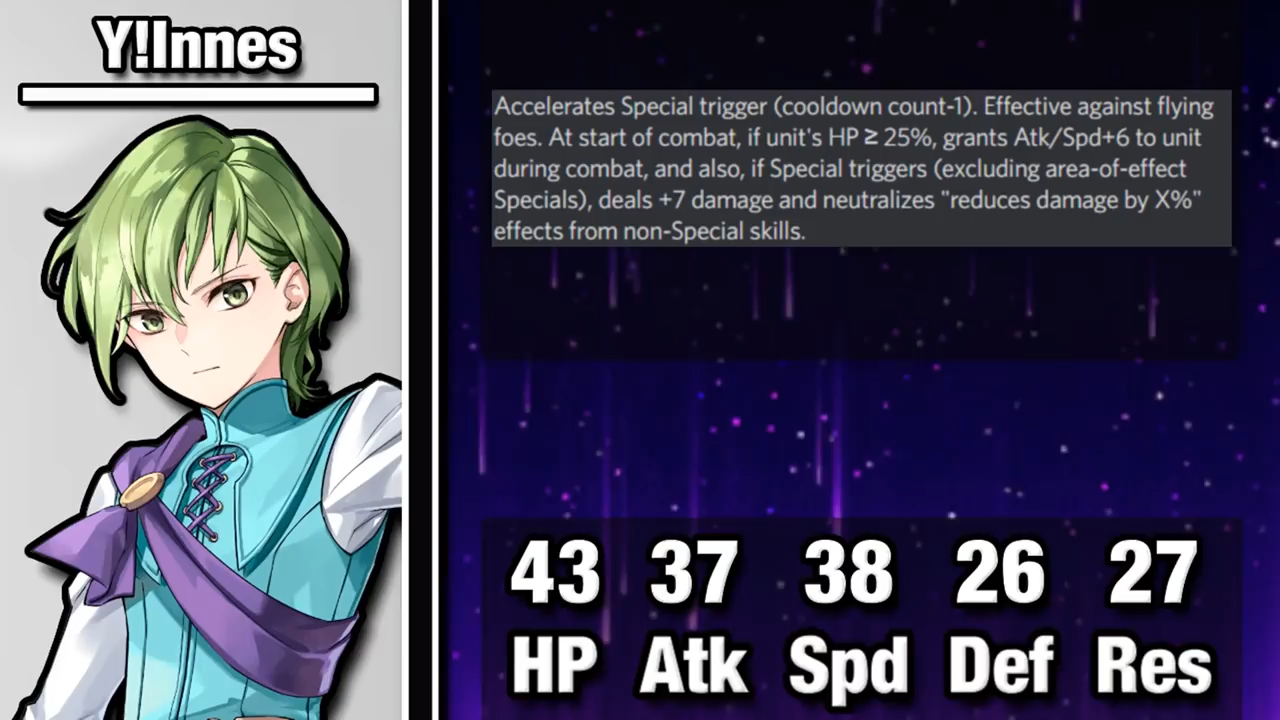 Y!Innes
Accelerates Special trigger (cooldown count-1). Effective against flying
foes. At start of combat, if unit's HP ≥ 25%, grants Atk/Spd+6 to unit
during combat, and also, if Special triggers (excluding area-of-effect
Specials), deals +7 damage and neutralizes "reduces damage by X%"
effects from non-Special skills.
43 37 38 26 27
HP Atk Spd Def Res